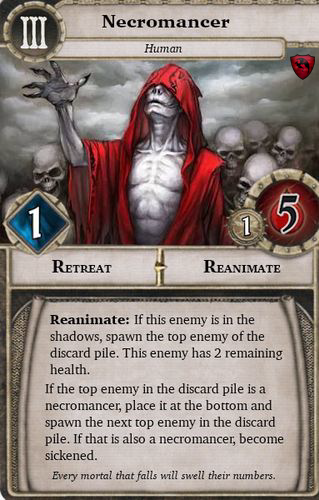 III
Necromancer
Human
1
1
5
Retreat
Reanimate
Reanimate: If this enemy is in the
shadows, spawn the top enemy of the
discard pile. This enemy has 2 remaining
health.
If the top enemy in the discard pile is a
necromancer, place it at the bottom and
spawn the next top enemy in the discard
pile. If that is also a necromancer, become
sickened.
Every mortal that falls will swell their numbers.